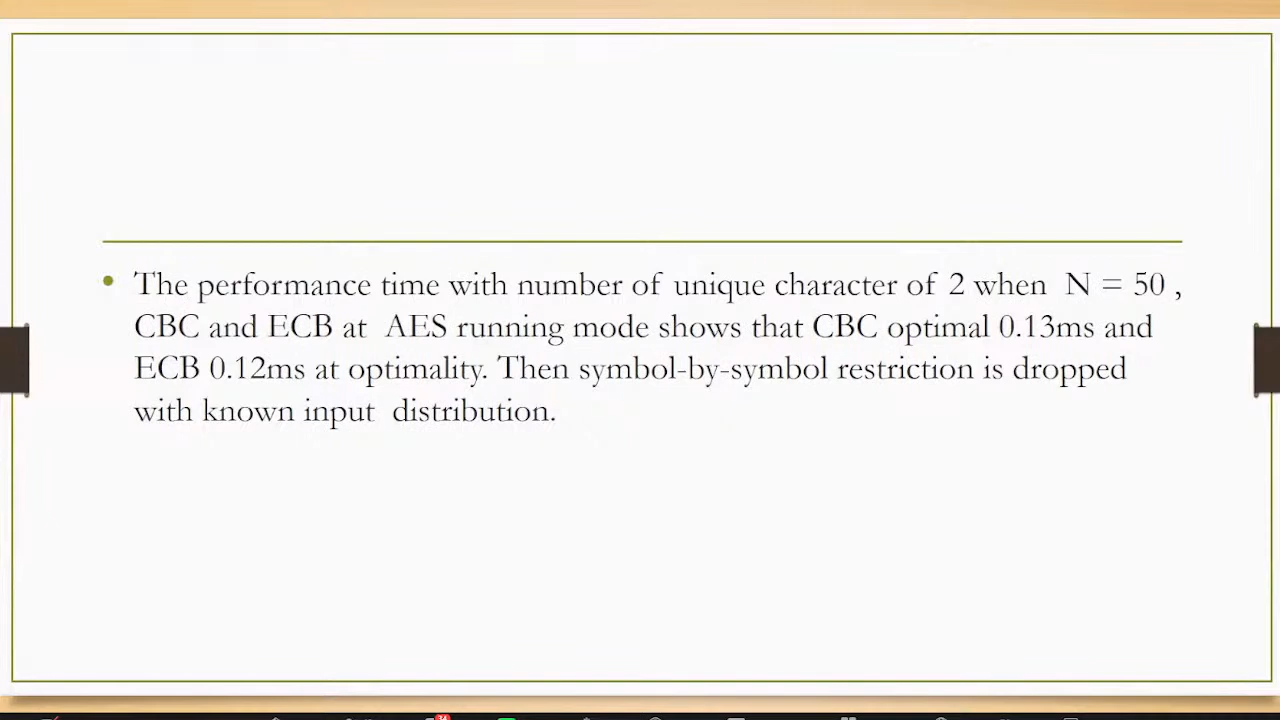 • The performance time with number of unique character of 2 when N = 50 ,
CBC and ECB at AES running mode shows that CBC optimal 0.13ms and
ECB 0.12ms at optimality. Then symbol-by-symbol restriction is dropped
with known input distribution.
34